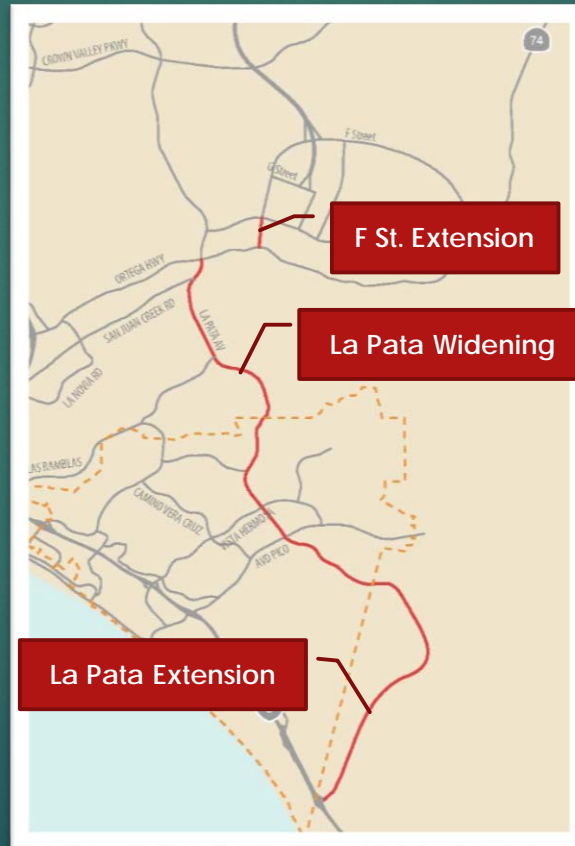 CROWN VALLEY PKWY
74
F Street
G Street
F St. Extension
ORTEGA HWY
SAN JUAN CREEK RD
LA PATA AV
La Pata Widening
LA NOVIA RD
LAS RAMBLAS
CAMINO VERA CRUZ
VISTA HERMOSA
AVD PICO
La Pata Extension